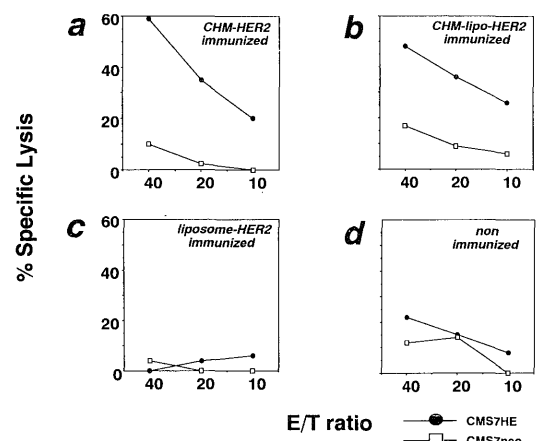 a
CHM-HER2
immunized
60
40
20
0
40 20 10
b
CHM-lipo-HER2
immunized
40 20 10
% Specific Lysis
c
liposome-HER2
immunized
60
40
20
0
40 20 10
d
non
immunized
40 20 10
E/T ratio
CMS7HE
CMS7neo